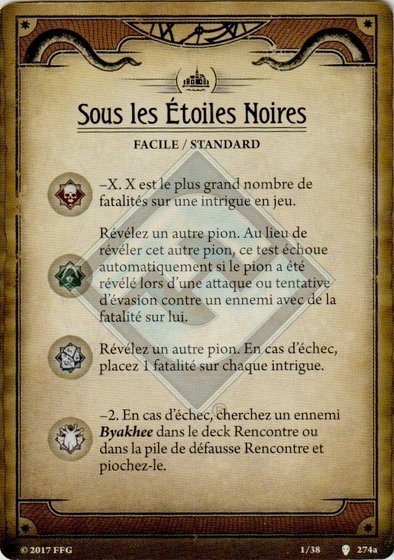 Sous les Étoiles Noires
FACILE / STANDARD
–X. X est le plus grand nombre de
fatalités sur une intrigue en jeu.
Révélez un autre pion. Au lieu de
révéler cet autre pion, ce test échoue
automatiquement si le pion a été
révélé lors d'une attaque ou tentative
d'évasion contre un ennemi avec de la
fatalité sur lui.
Révélez un autre pion. En cas d'échec,
placez 1 fatalité sur chaque intrigue.
–2. En cas d'échec, cherchez un ennemi
Byakhee dans le deck Rencontre ou
dans la pile de défausse Rencontre et
piochez-le.
© 2017 FFG 1/38 274a